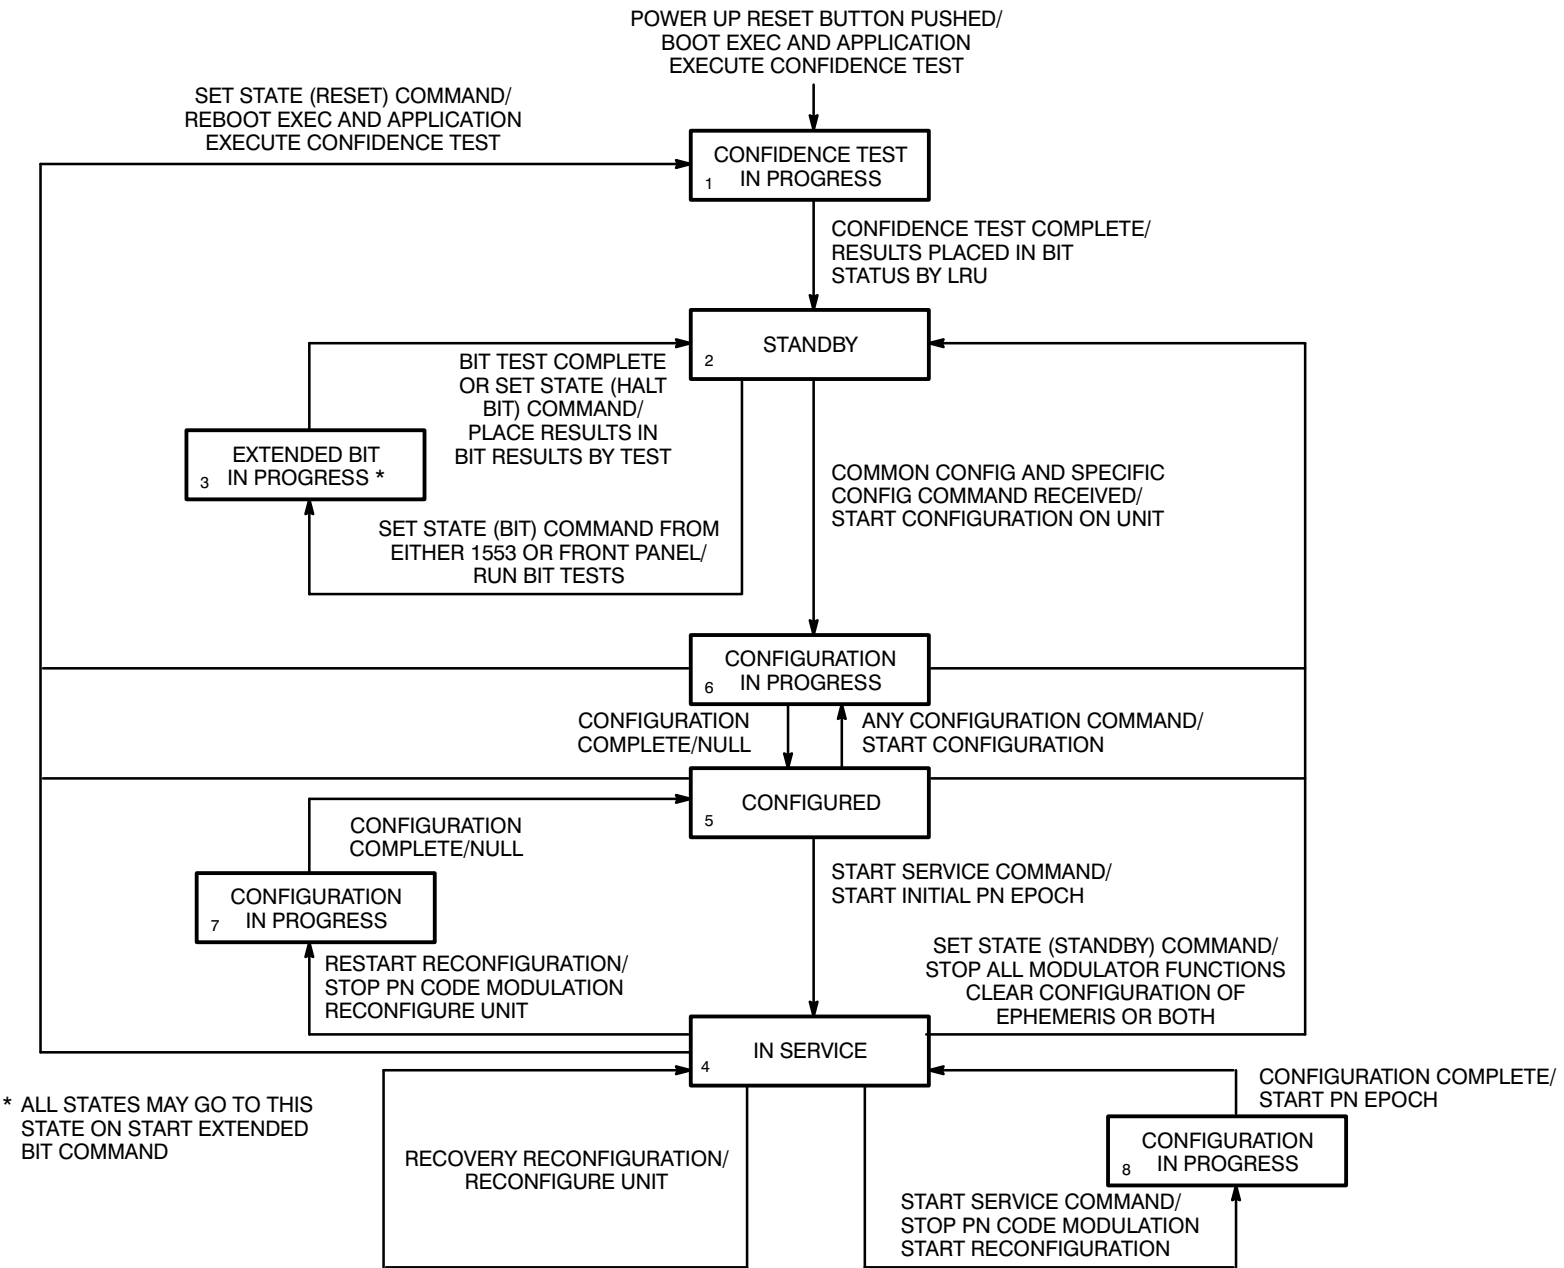 POWER UP RESET BUTTON PUSHED/
BOOT EXEC AND APPLICATION
EXECUTE CONFIDENCE TEST
SET STATE (RESET) COMMAND/
REBOOT EXEC AND APPLICATION
EXECUTE CONFIDENCE TEST
CONFIDENCE TEST
1 IN PROGRESS
CONFIDENCE TEST COMPLETE/
RESULTS PLACED IN BIT
STATUS BY LRU
STANDBY
2
BIT TEST COMPLETE
OR SET STATE (HALT
BIT) COMMAND/
PLACE RESULTS IN
BIT RESULTS BY TEST
EXTENDED BIT
3 IN PROGRESS *
SET STATE (BIT) COMMAND FROM
EITHER 1553 OR FRONT PANEL/
RUN BIT TESTS
COMMON CONFIG AND SPECIFIC
CONFIG COMMAND RECEIVED/
START CONFIGURATION ON UNIT
CONFIGURATION
6 IN PROGRESS
CONFIGURATION
COMPLETE/NULL
ANY CONFIGURATION COMMAND/
START CONFIGURATION
CONFIGURED
5
CONFIGURATION
COMPLETE/NULL
CONFIGURATION
7 IN PROGRESS
START SERVICE COMMAND/
START INITIAL PN EPOCH
RESTART RECONFIGURATION/
STOP PN CODE MODULATION
RECONFIGURE UNIT
SET STATE (STANDBY) COMMAND/
STOP ALL MODULATOR FUNCTIONS
CLEAR CONFIGURATION OF
EPHEMERIS OR BOTH
IN SERVICE
4
CONFIGURATION COMPLETE/
START PN EPOCH
* ALL STATES MAY GO TO THIS
STATE ON START EXTENDED
BIT COMMAND
RECOVERY RECONFIGURATION/
RECONFIGURE UNIT
CONFIGURATION
8 IN PROGRESS
START SERVICE COMMAND/
STOP PN CODE MODULATION
START RECONFIGURATION